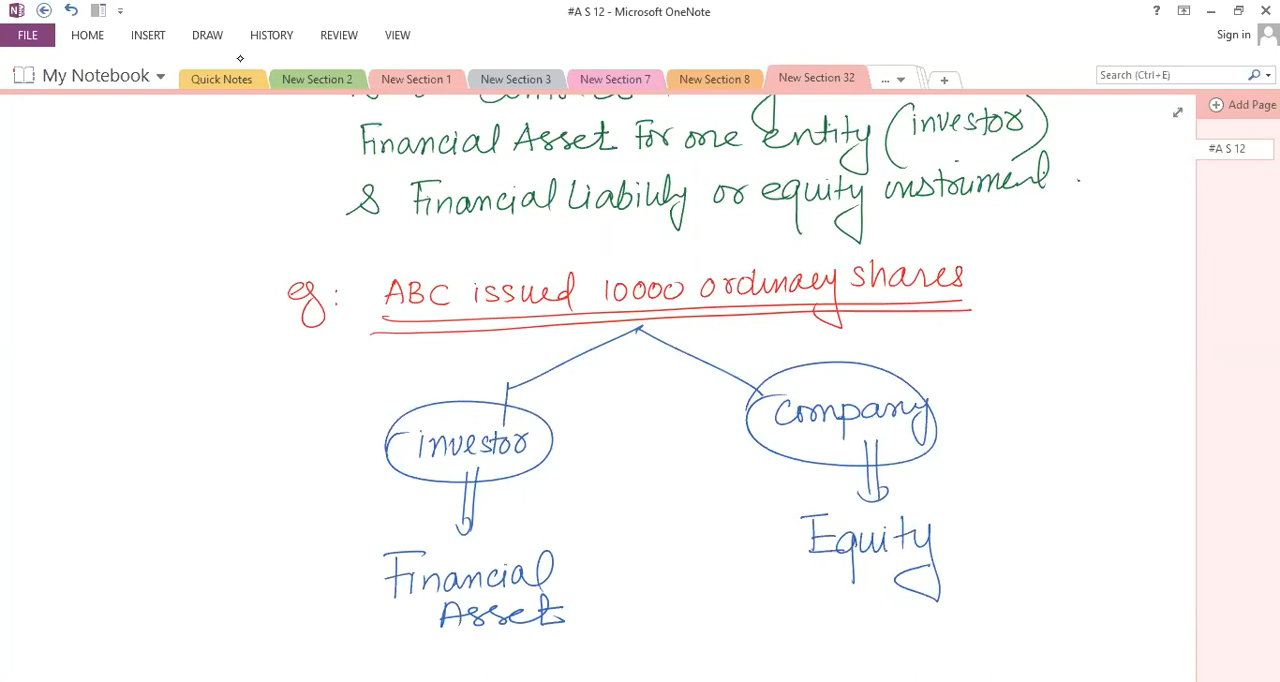 #A S 12 - Microsoft OneNote
?
FILE HOME INSERT DRAW HISTORY REVIEW VIEW
Sign in
My Notebook
Quick Notes New Section 2 New Section 1 New Section 3 New Section 7 New Section 8 New Section 32 ...
Search (Ctrl+E)
Add Page
#A S 12
Financial Asset for one entity (investor)
& Financial Liability or equity instrument.
eg: ABC issued 10000 ordinary shares
investor
company
Equity
Financial
Asset